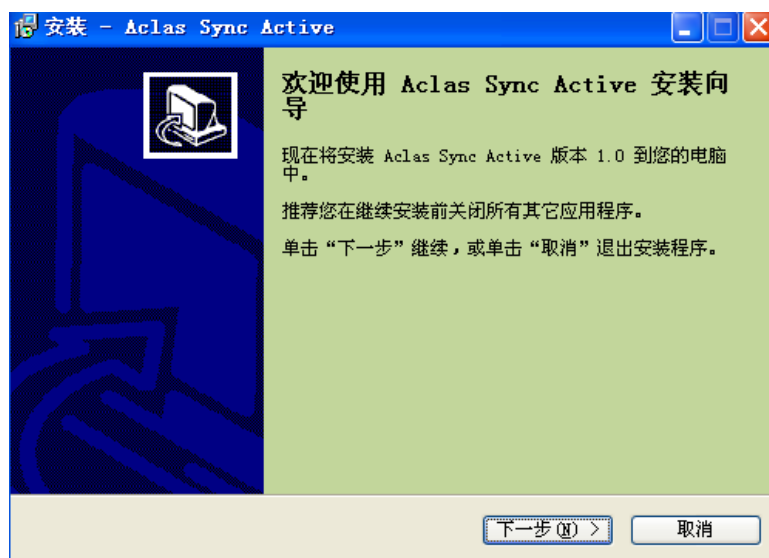 安装 - Aclas Sync Active
欢迎使用 Aclas Sync Active 安装向
导
现在将安装 Aclas Sync Active 版本 1.0 到您的电脑
中。
推荐您在继续安装前关闭所有其它应用程序。
单击“下一步”继续，或单击“取消”退出安装程序。
下一步(N) >
取消